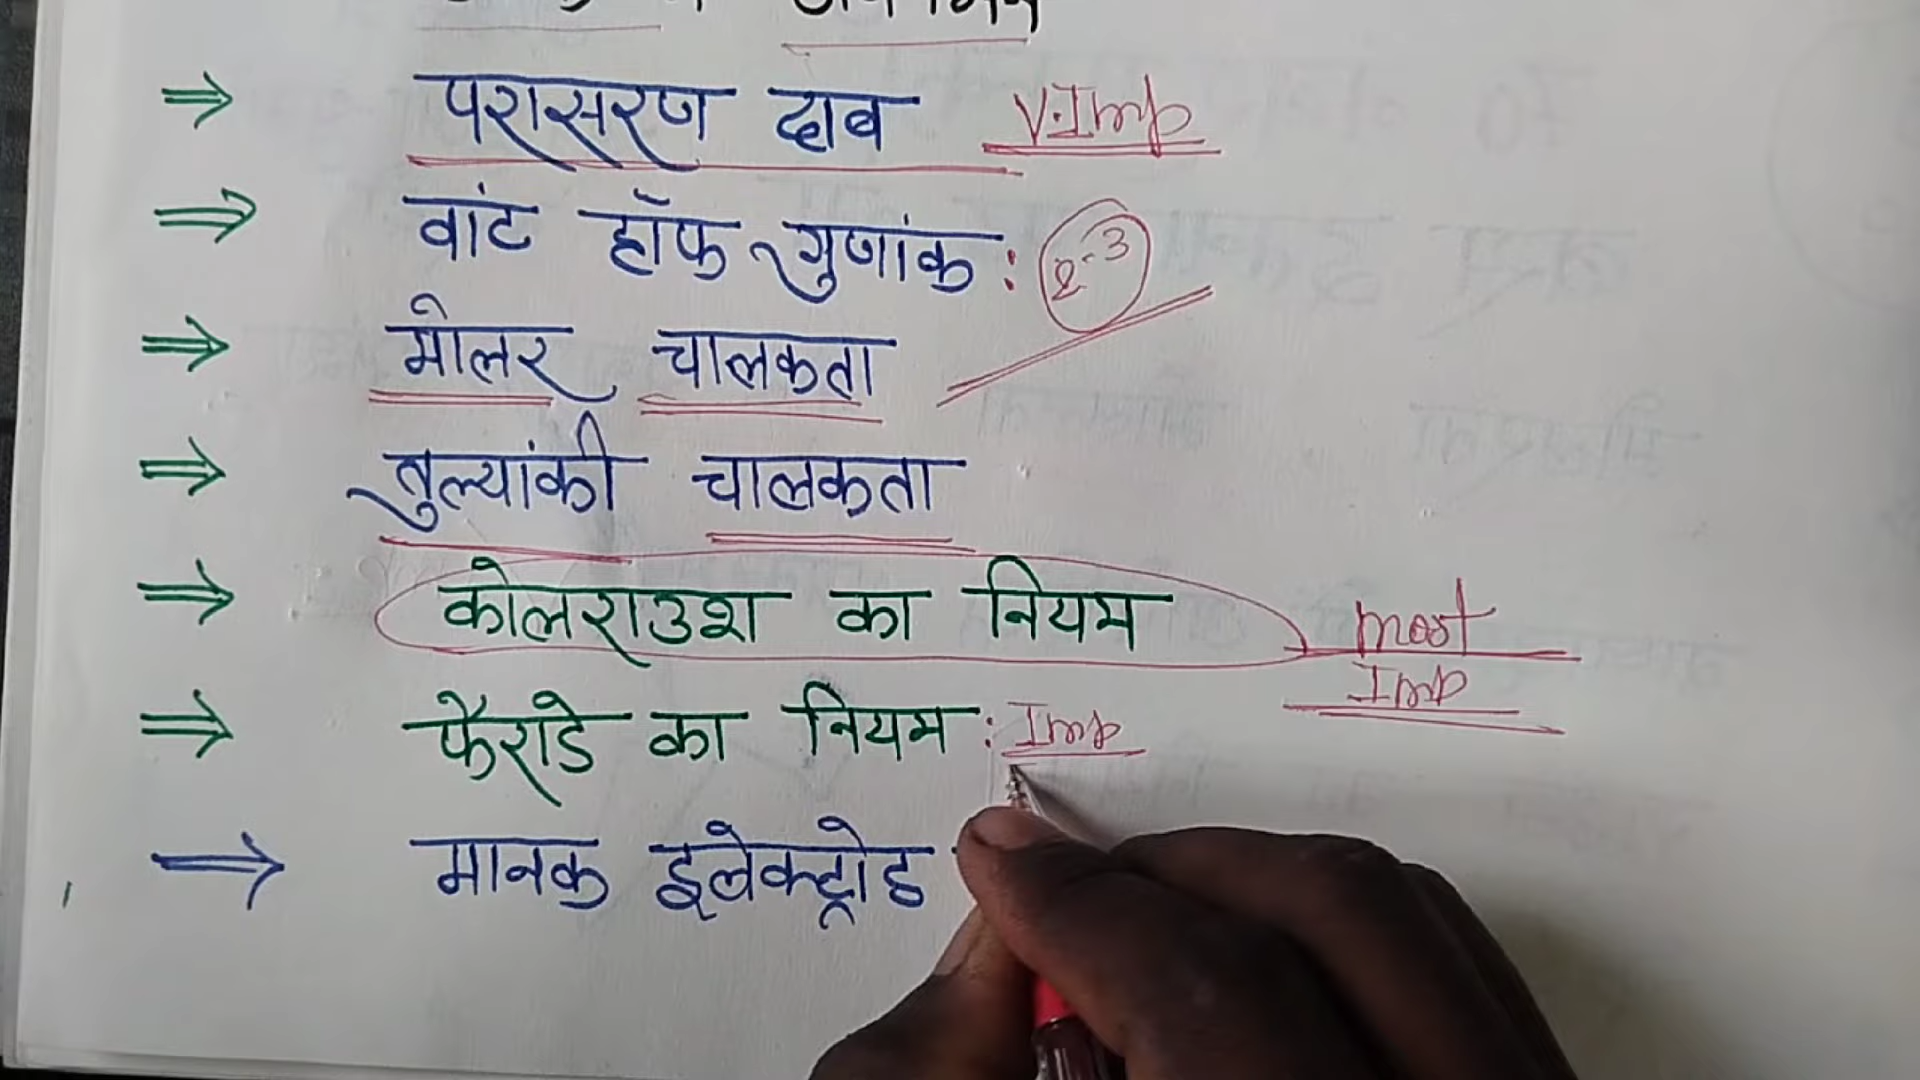 परासरण दाब V.Imp
वांट हॉफ गुणांक : 2-3
मोलर चालकता
तुल्यांकी चालकता
कोलराउश का नियम most
Imp
फैराडे का नियम : Imp
मानक इलेक्ट्रोड